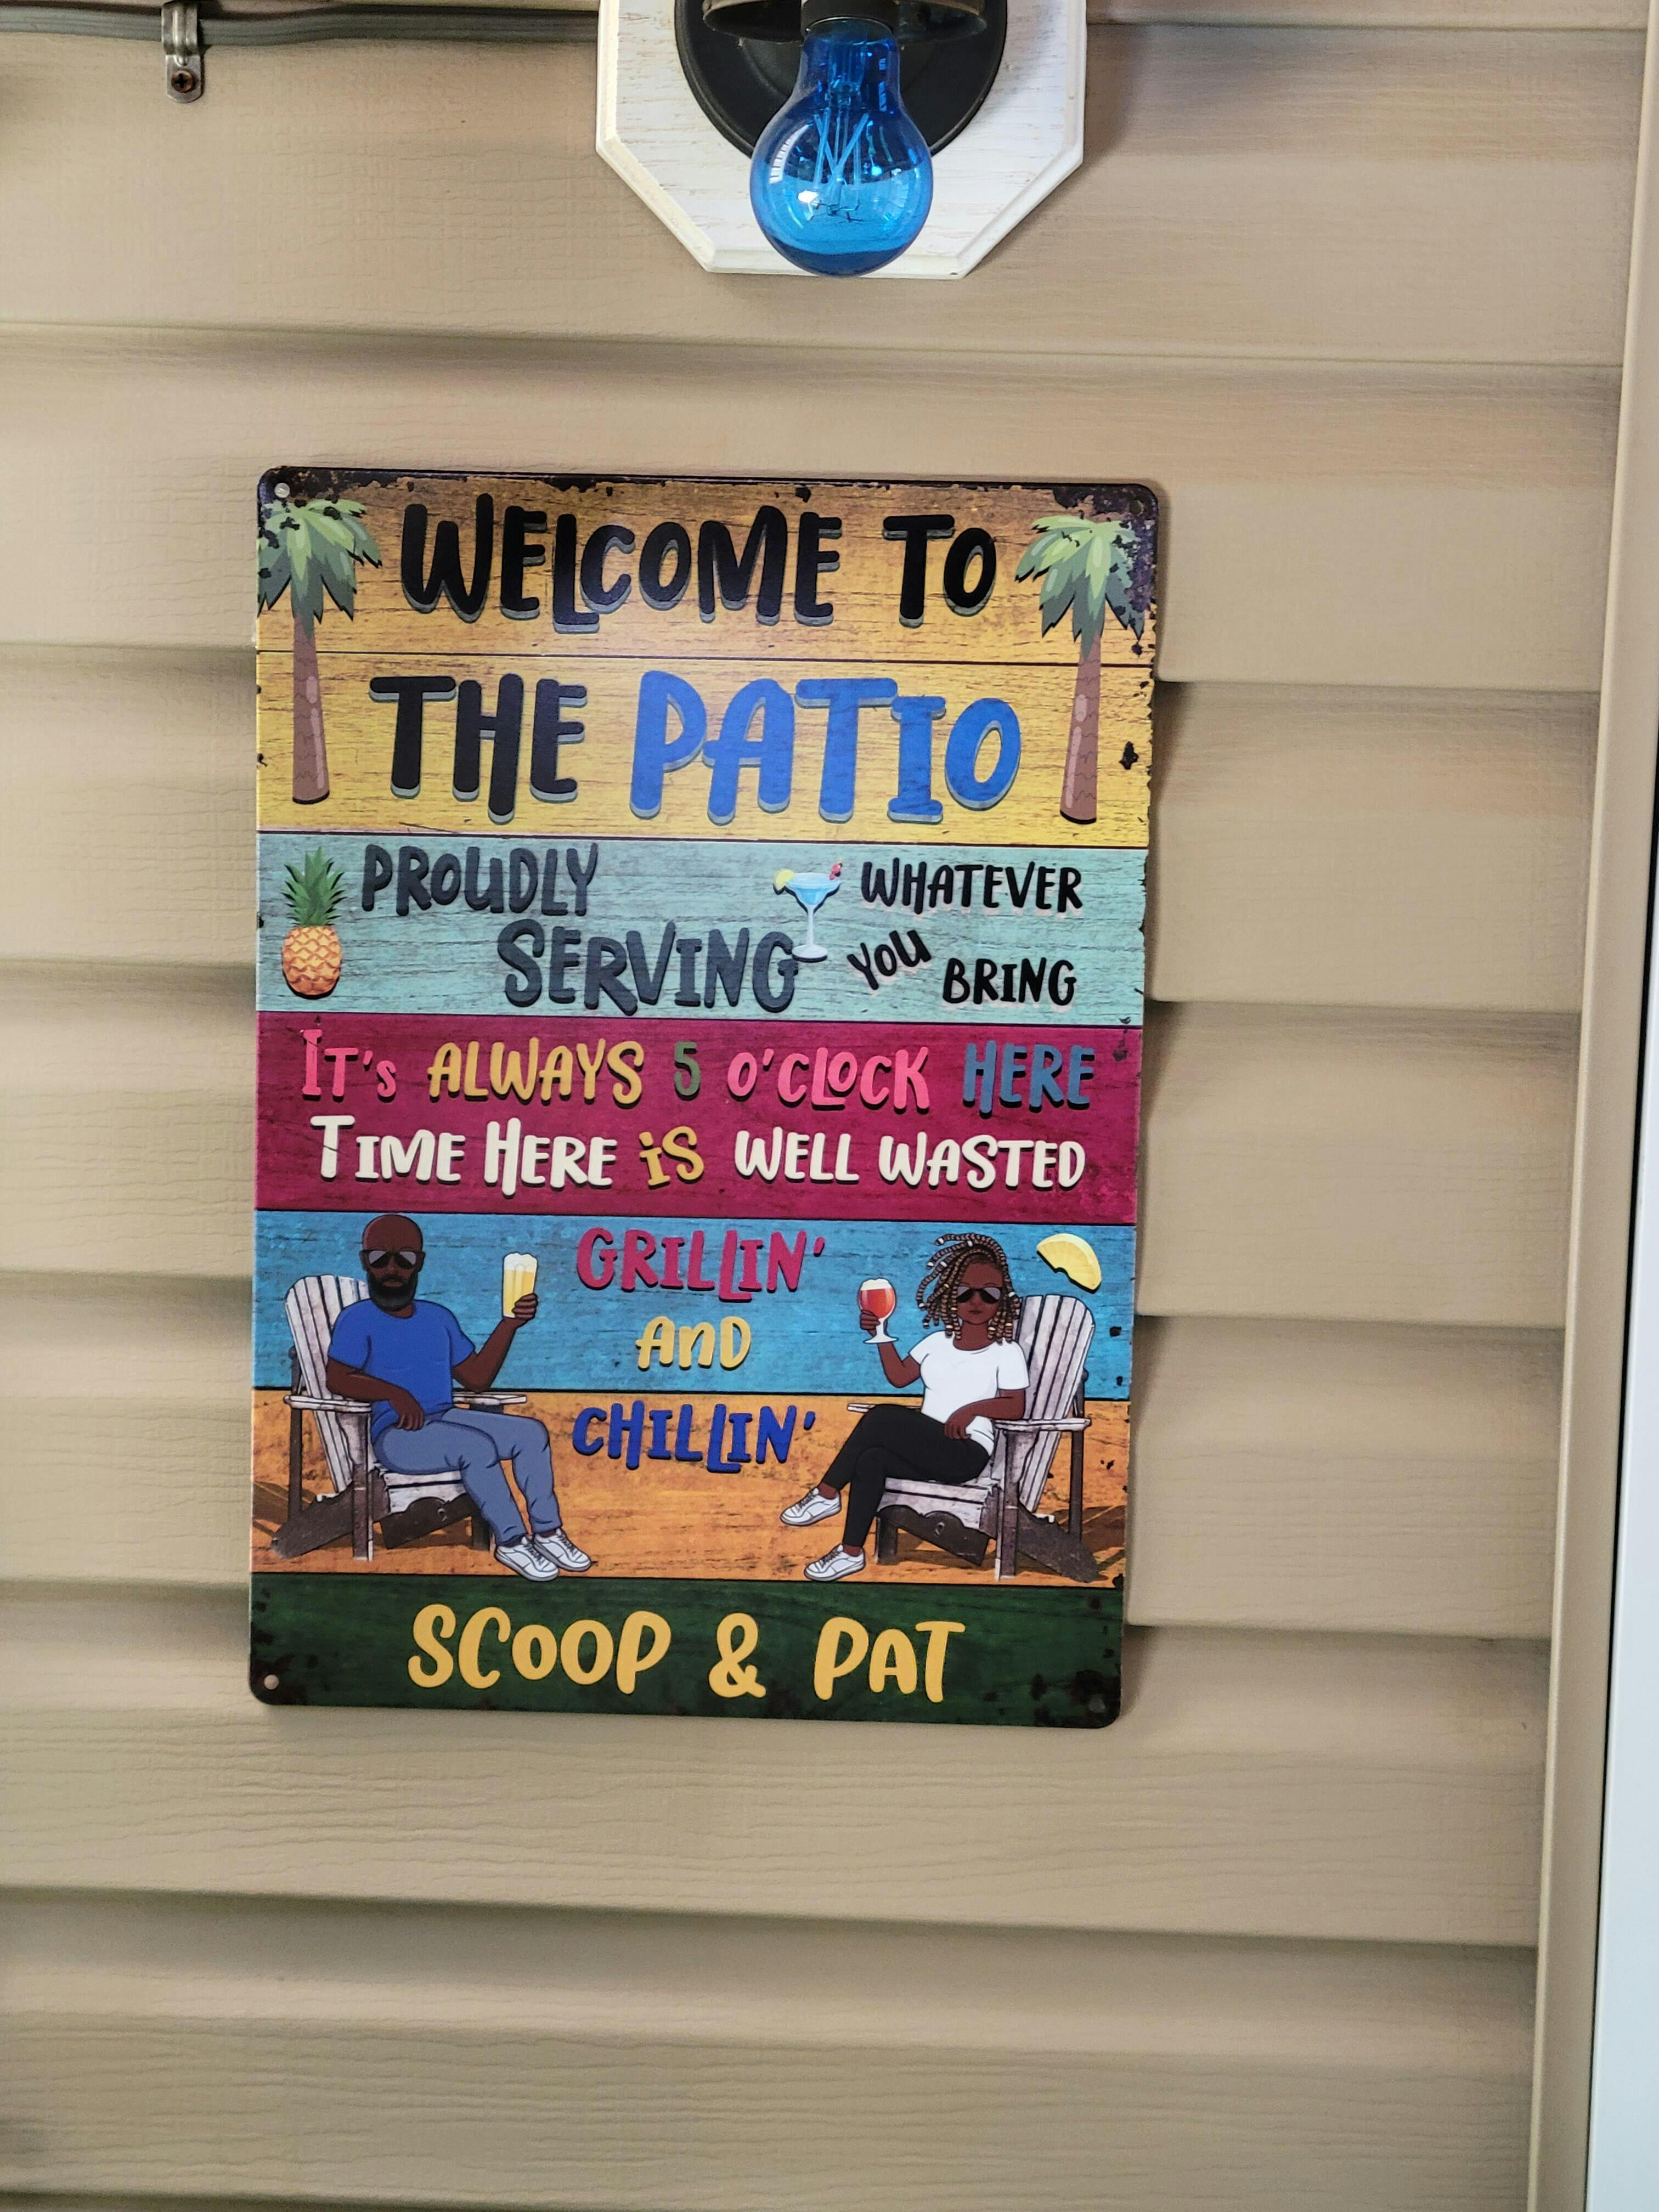 WELCOME TO
THE PATIO
PROUDLY
SERVING
WHATEVER
YOU BRING
IT'S ALWAYS 5 O'CLOCK HERE
TIME HERE iS WELL WASTED
GRILLIN'
AND
CHILLIN'
SCOOP & PAT